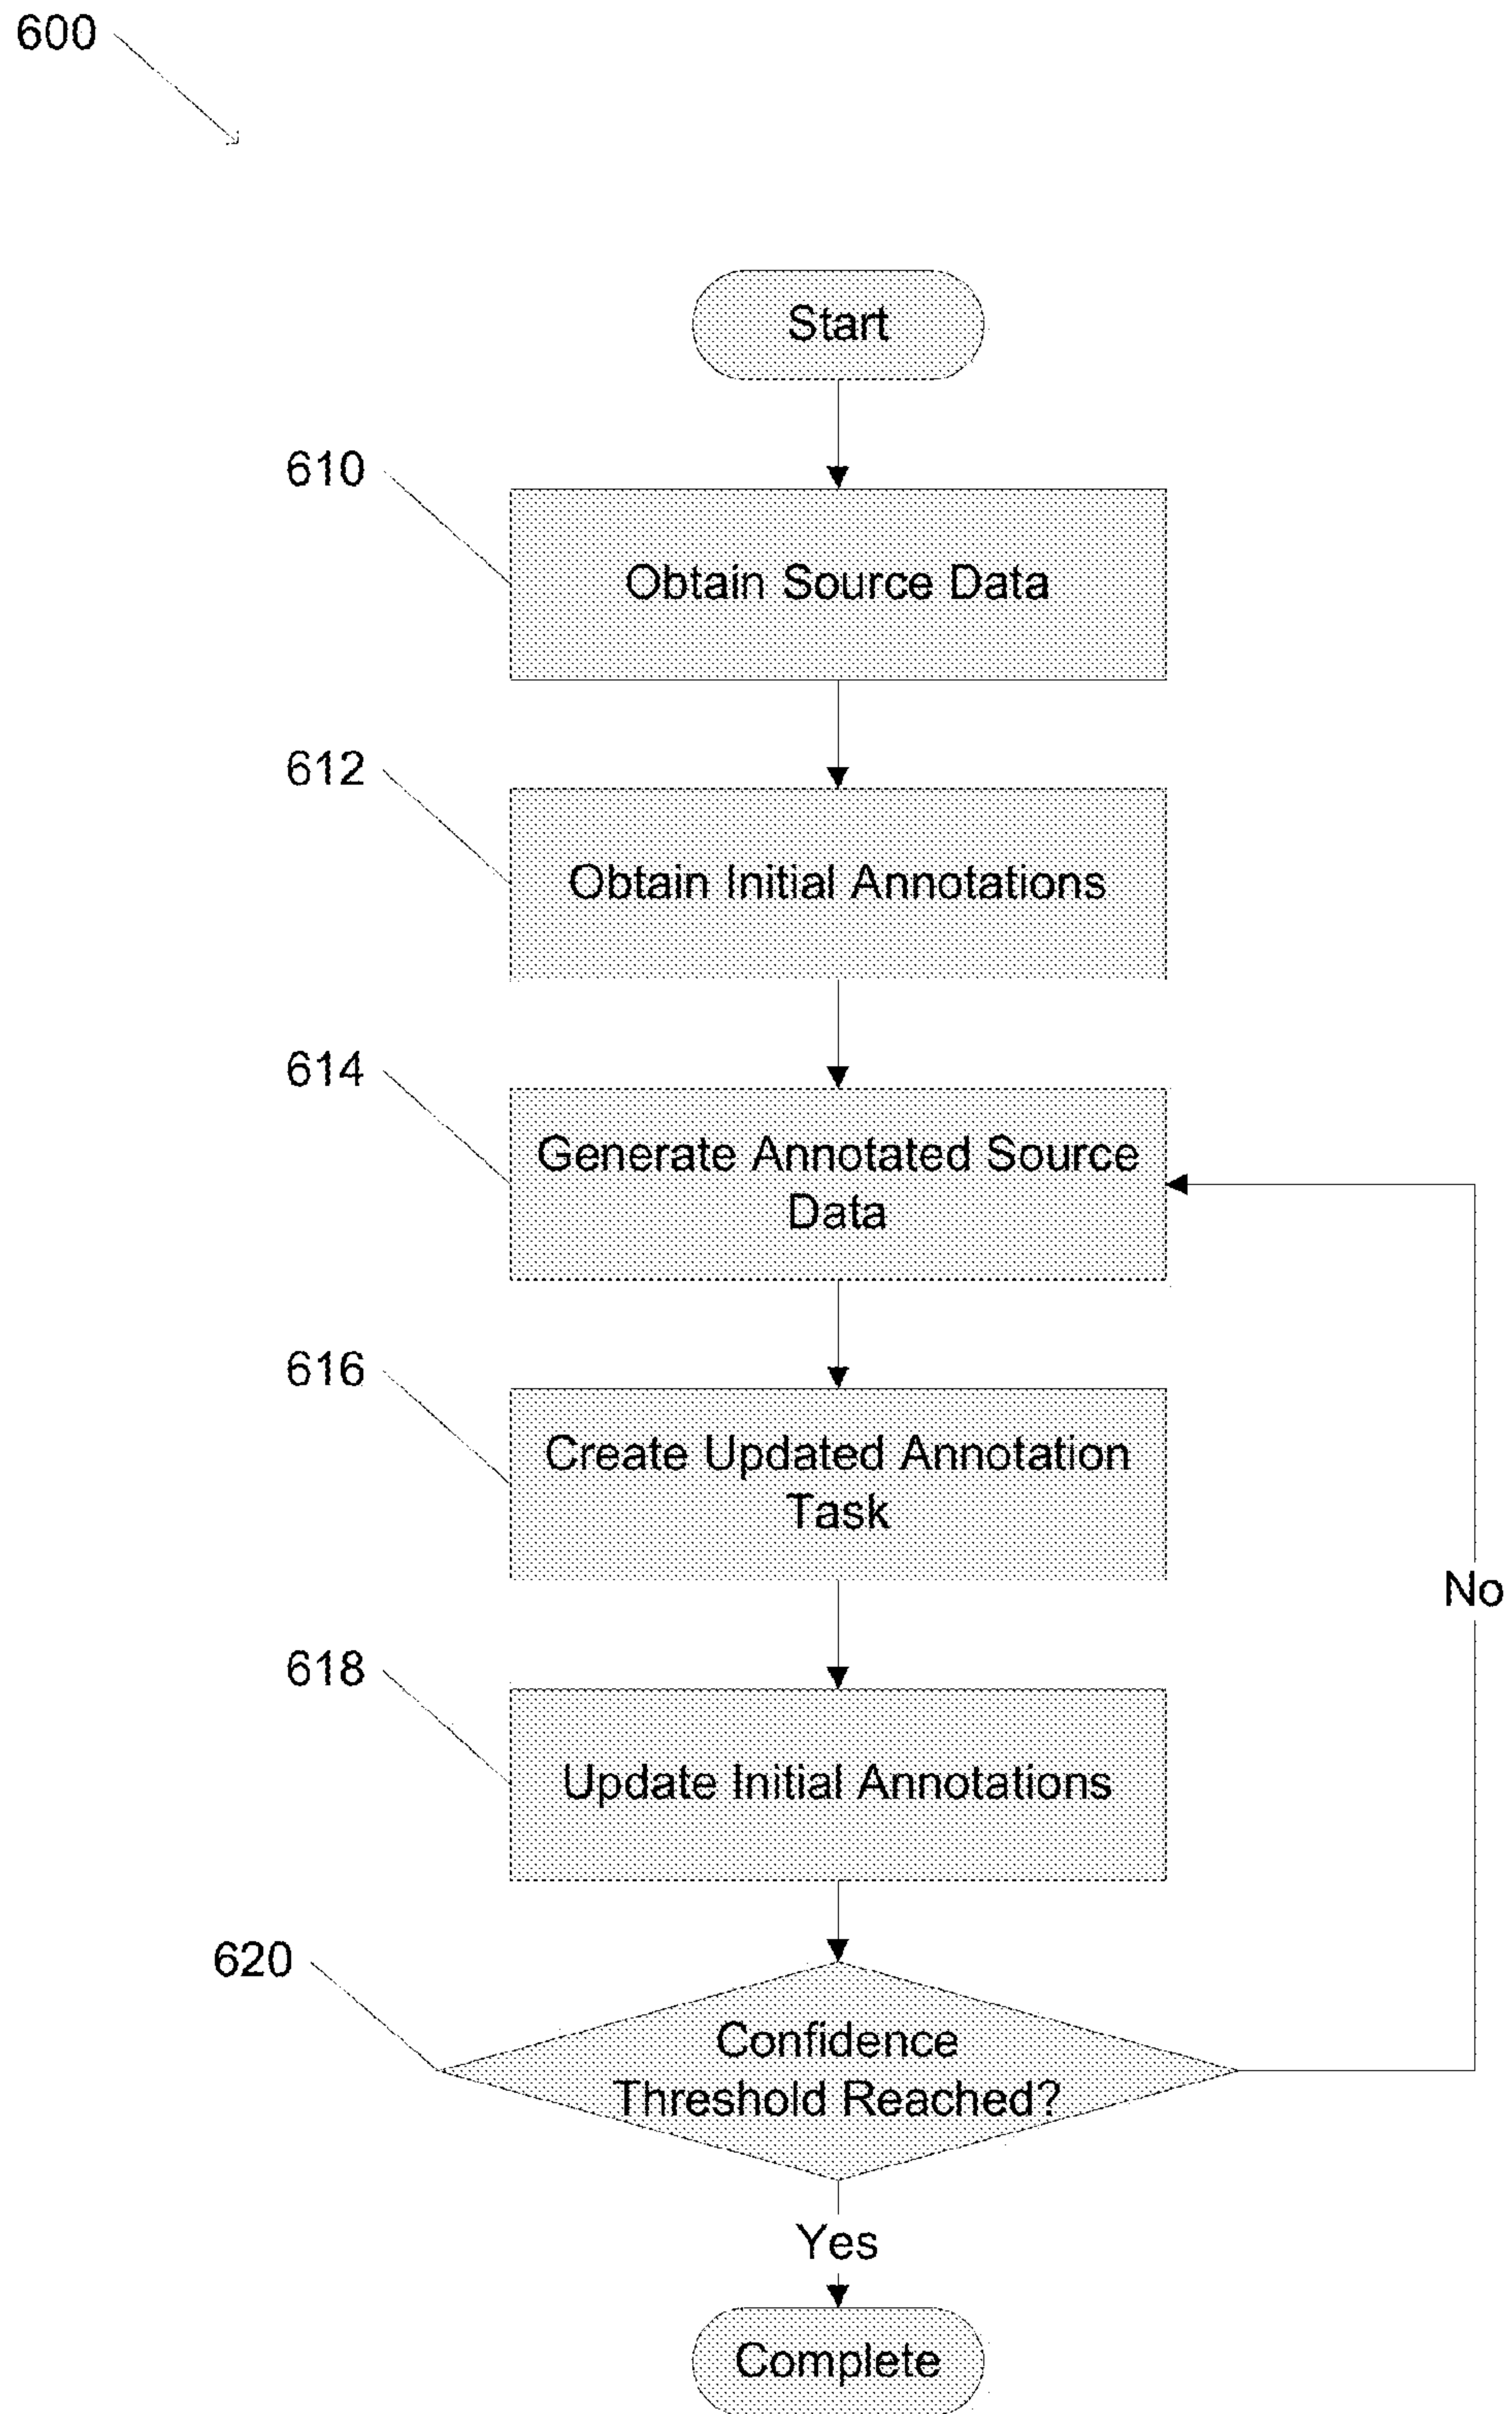 600
Start
610
Obtain Source Data
612
Obtain Initial Annotations
614
Generate Annotated Source
Data
616
Create Updated Annotation
Task
No
618
Update Initial Annotations
620
Confidence
Threshold Reached?
Yes
Complete